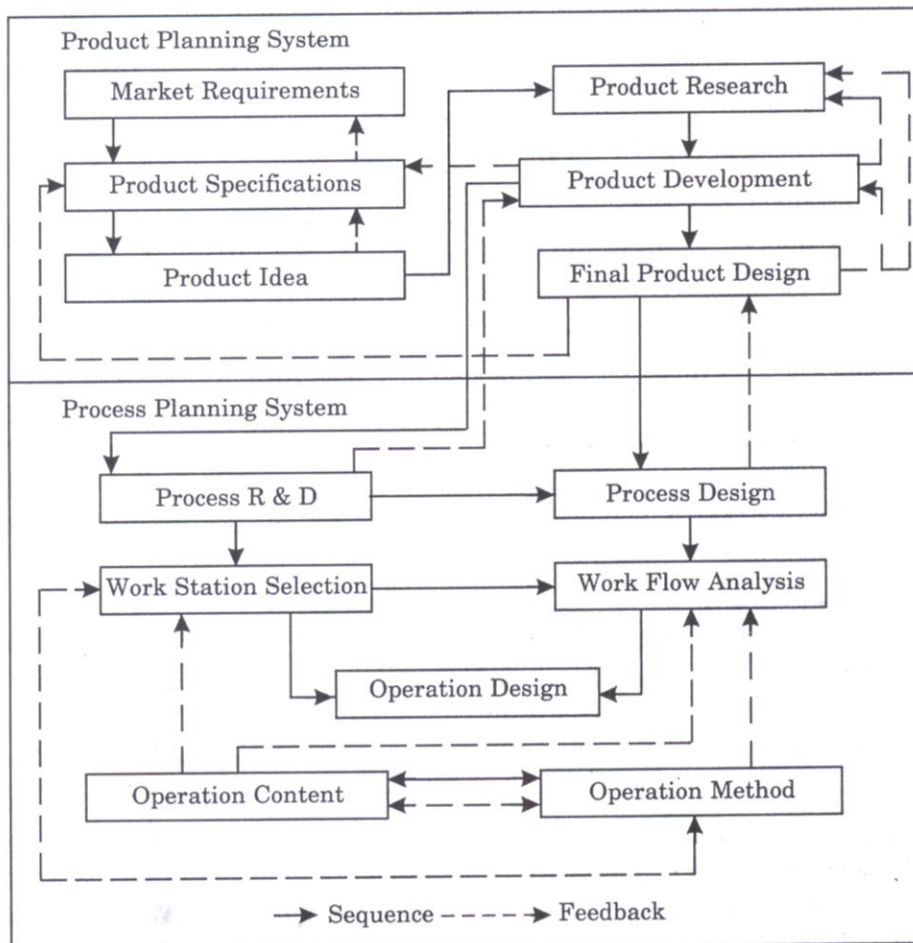 Product Planning System
Market Requirements
Product Research
Product Specifications
Product Development
Product Idea
Final Product Design
Process Planning System
Process R & D
Process Design
Work Station Selection
Work Flow Analysis
Operation Design
Operation Content
Operation Method
Sequence
Feedback